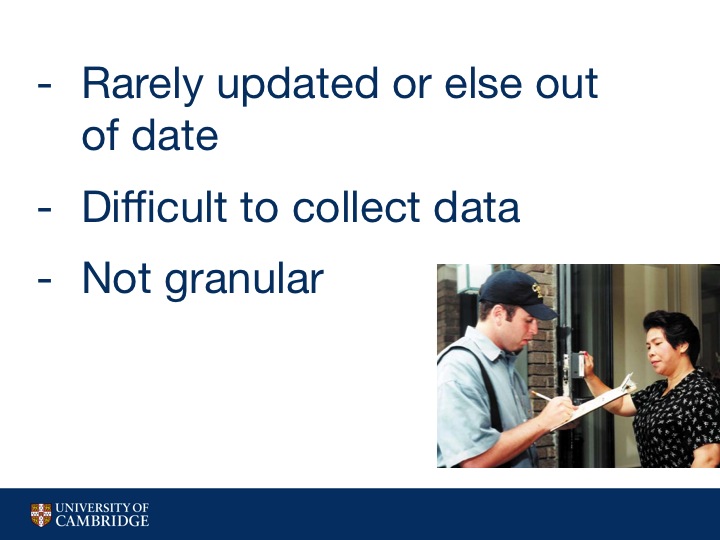 - Rarely updated or else out
of date
- Difficult to collect data
- Not granular
UNIVERSITY OF
CAMBRIDGE